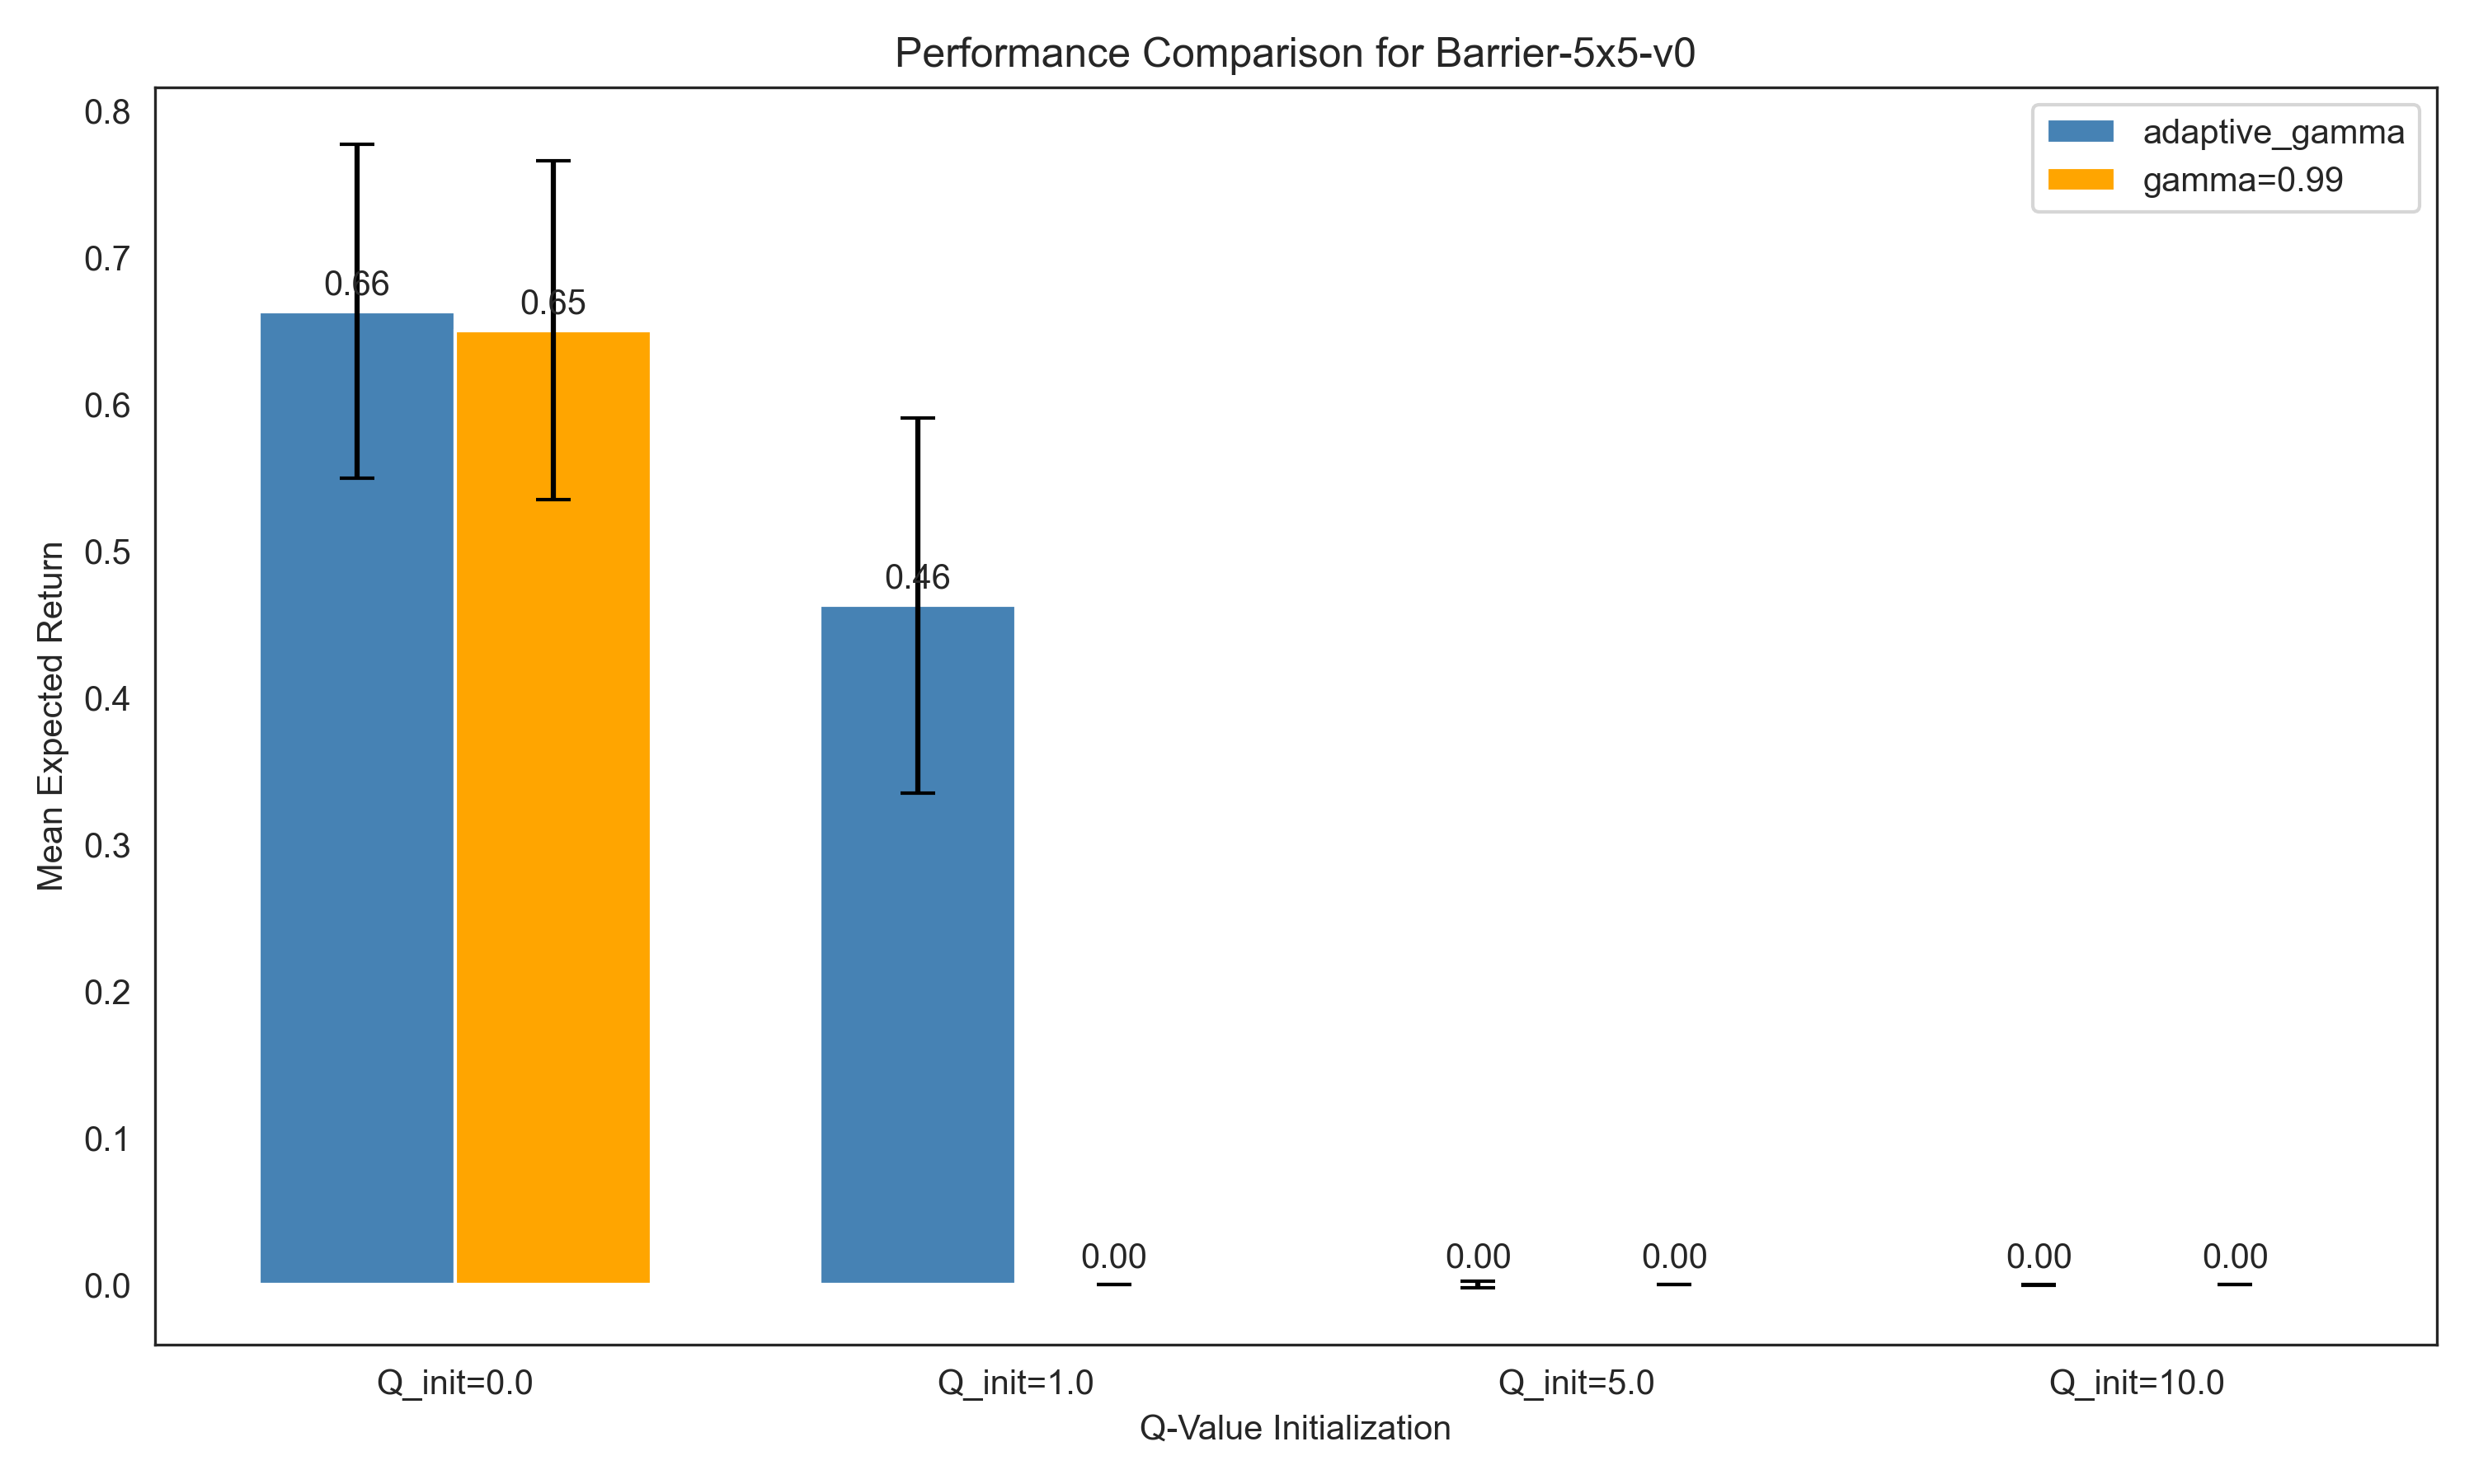 Performance Comparison for Barrier-5x5-v0
adaptive_gamma
gamma=0.99
Mean Expected Return
0.8
0.7
0.6
0.5
0.4
0.3
0.2
0.1
0.0
0.66
0.65
0.46
0.00
0.00
0.00
0.00
0.00
Q_init=0.0
Q_init=1.0
Q_init=5.0
Q_init=10.0
Q-Value Initialization